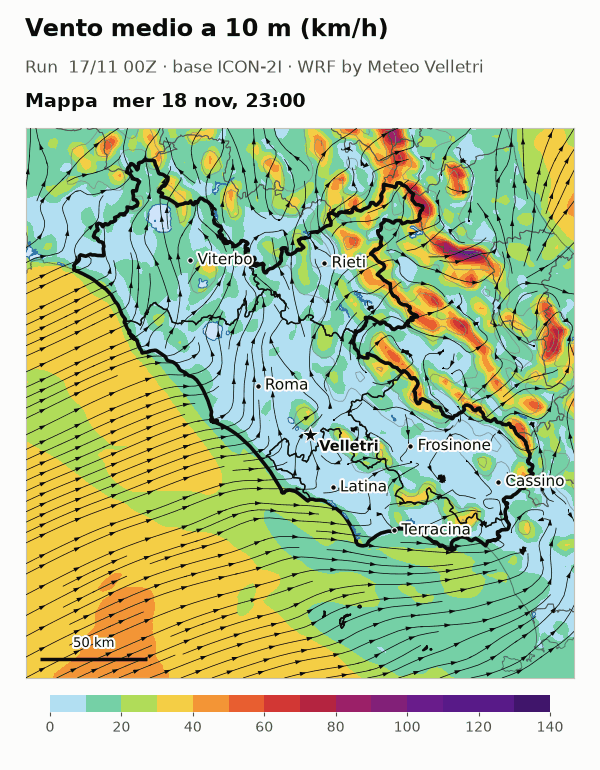 Vento medio a 10 m (km/h)
Run  17/11 00Z · base ICON-2I · WRF by Meteo Velletri
Mappa  mer 18 nov, 23:00
Viterbo
Rieti
Roma
Velletri
Frosinone
Cassino
Latina
Terracina
50 km
0 20 40 60 80 100 120 140